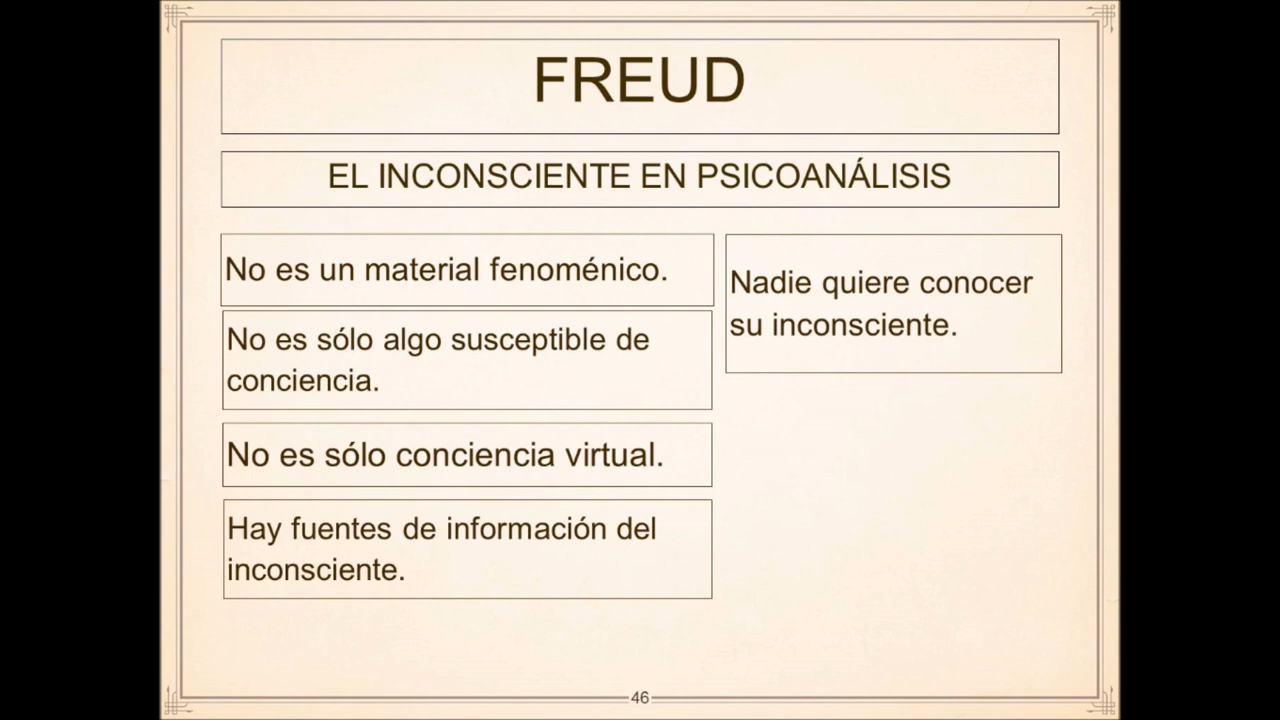 FREUD
EL INCONSCIENTE EN PSICOANÁLISIS
No es un material fenoménico.
No es sólo algo susceptible de
conciencia.
No es sólo conciencia virtual.
Hay fuentes de información del
inconsciente.
Nadie quiere conocer
su inconsciente.
46